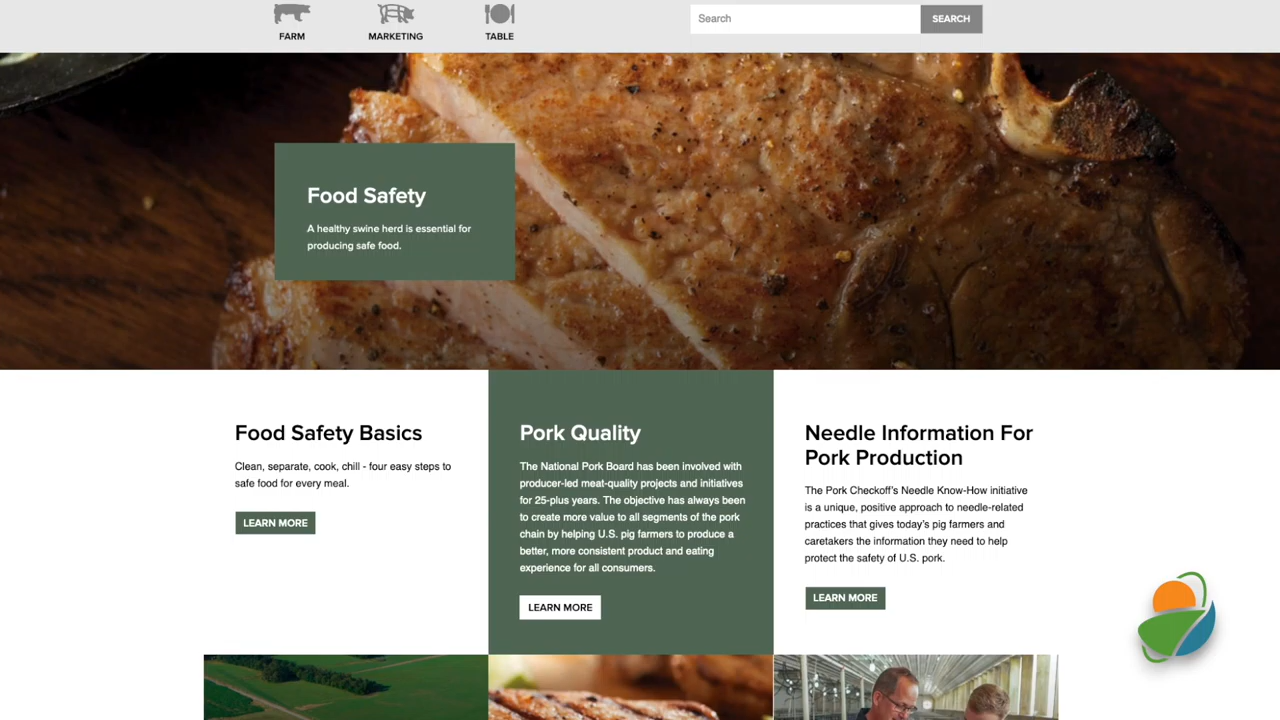 FARM
MARKETING
TABLE
Search
SEARCH
Food Safety
A healthy swine herd is essential for
producing safe food.
Food Safety Basics
Clean, separate, cook, chill - four easy steps to
safe food for every meal.
LEARN MORE
Pork Quality
The National Pork Board has been involved with
producer-led meat-quality projects and initiatives
for 25-plus years. The objective has always been
to create more value to all segments of the pork
chain by helping U.S. pig farmers to produce a
better, more consistent product and eating
experience for all consumers.
LEARN MORE
Needle Information For
Pork Production
The Pork Checkoff's Needle Know-How initiative
is a unique, positive approach to needle-related
practices that gives today's pig farmers and
caretakers the information they need to help
protect the safety of U.S. pork.
LEARN MORE